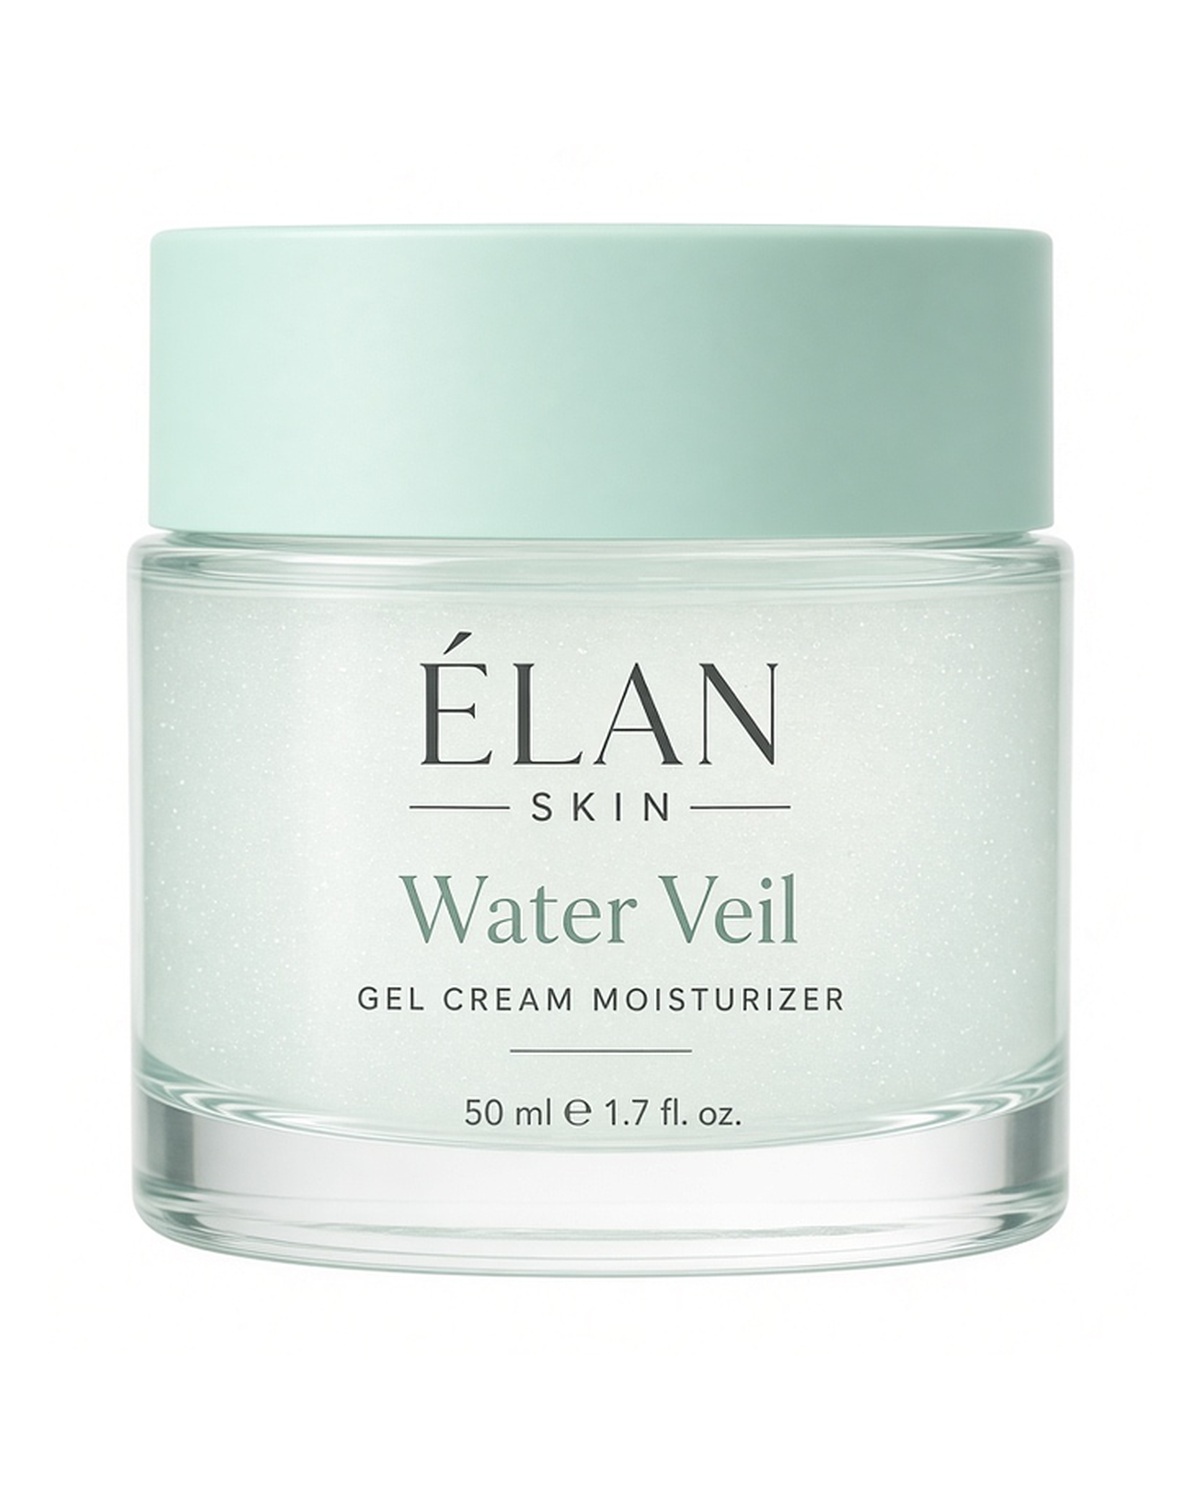 ÉLAN
SKIN
Water Veil
GEL CREAM MOISTURIZER
50 ml ℮ 1.7 fl. oz.